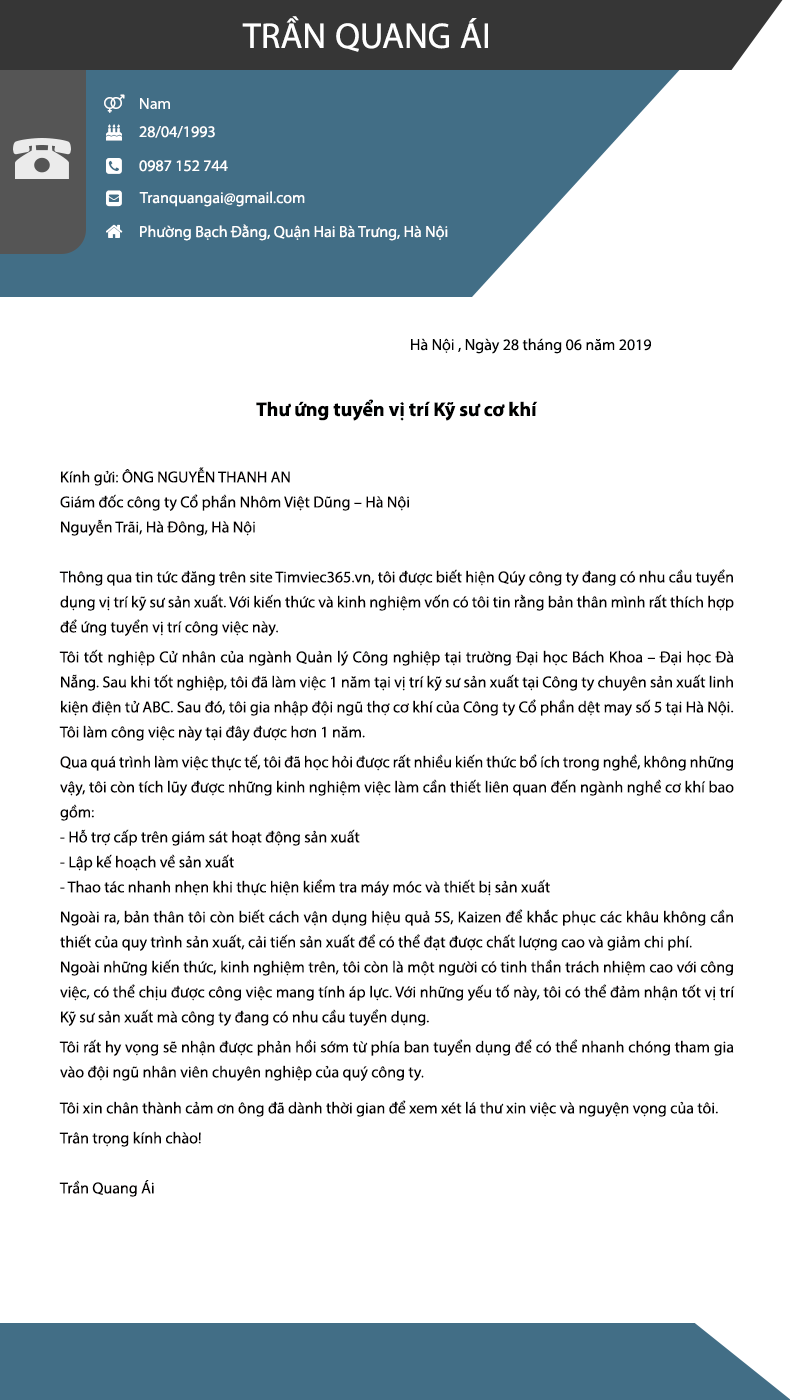 TRẦN QUANG ÁI
Nam
28/04/1993
0987 152 744
Tranquangai@gmail.com
Phường Bạch Đằng, Quận Hai Bà Trưng, Hà Nội
Hà Nội , Ngày 28 tháng 06 năm 2019
Thư ứng tuyển vị trí Kỹ sư cơ khí
Kính gửi: ÔNG NGUYỄN THANH AN
Giám đốc công ty Cổ phần Nhôm Việt Dũng – Hà Nội
Nguyễn Trãi, Hà Đông, Hà Nội
Thông qua tin tức đăng trên site Timviec365.vn, tôi được biết hiện Qúy công ty đang có nhu cầu tuyển
dụng vị trí kỹ sư sản xuất. Với kiến thức và kinh nghiệm vốn có tôi tin rằng bản thân mình rất thích hợp
để ứng tuyển vị trí công việc này.
Tôi tốt nghiệp Cử nhân của ngành Quản lý Công nghiệp tại trường Đại học Bách Khoa – Đại học Đà
Nẵng. Sau khi tốt nghiệp, tôi đã làm việc 1 năm tại vị trí kỹ sư sản xuất tại Công ty chuyên sản xuất linh
kiện điện tử ABC. Sau đó, tôi gia nhập đội ngũ thợ cơ khí của Công ty Cổ phần dệt may số 5 tại Hà Nội.
Tôi làm công việc này tại đây được hơn 1 năm.
Qua quá trình làm việc thực tế, tôi đã học hỏi được rất nhiều kiến thức bổ ích trong nghề, không những
vậy, tôi còn tích lũy được những kinh nghiệm việc làm cần thiết liên quan đến ngành nghề cơ khí bao
gồm:
- Hỗ trợ cấp trên giám sát hoạt động sản xuất
- Lập kế hoạch về sản xuất
- Thao tác nhanh nhẹn khi thực hiện kiểm tra máy móc và thiết bị sản xuất
Ngoài ra, bản thân tôi còn biết cách vận dụng hiệu quả 5S, Kaizen để khắc phục các khâu không cần
thiết của quy trình sản xuất, cải tiến sản xuất để có thể đạt được chất lượng cao và giảm chi phí.
Ngoài những kiến thức, kinh nghiệm trên, tôi còn là một người có tinh thần trách nhiệm cao với công
việc, có thể chịu được công việc mang tính áp lực. Với những yếu tố này, tôi có thể đảm nhận tốt vị trí
Kỹ sư sản xuất mà công ty đang có nhu cầu tuyển dụng.
Tôi rất hy vọng sẽ nhận được phản hồi sớm từ phía ban tuyển dụng để có thể nhanh chóng tham gia
vào đội ngũ nhân viên chuyên nghiệp của quý công ty.
Tôi xin chân thành cảm ơn ông đã dành thời gian để xem xét lá thư xin việc và nguyện vọng của tôi.
Trân trọng kính chào!
Trần Quang Ái